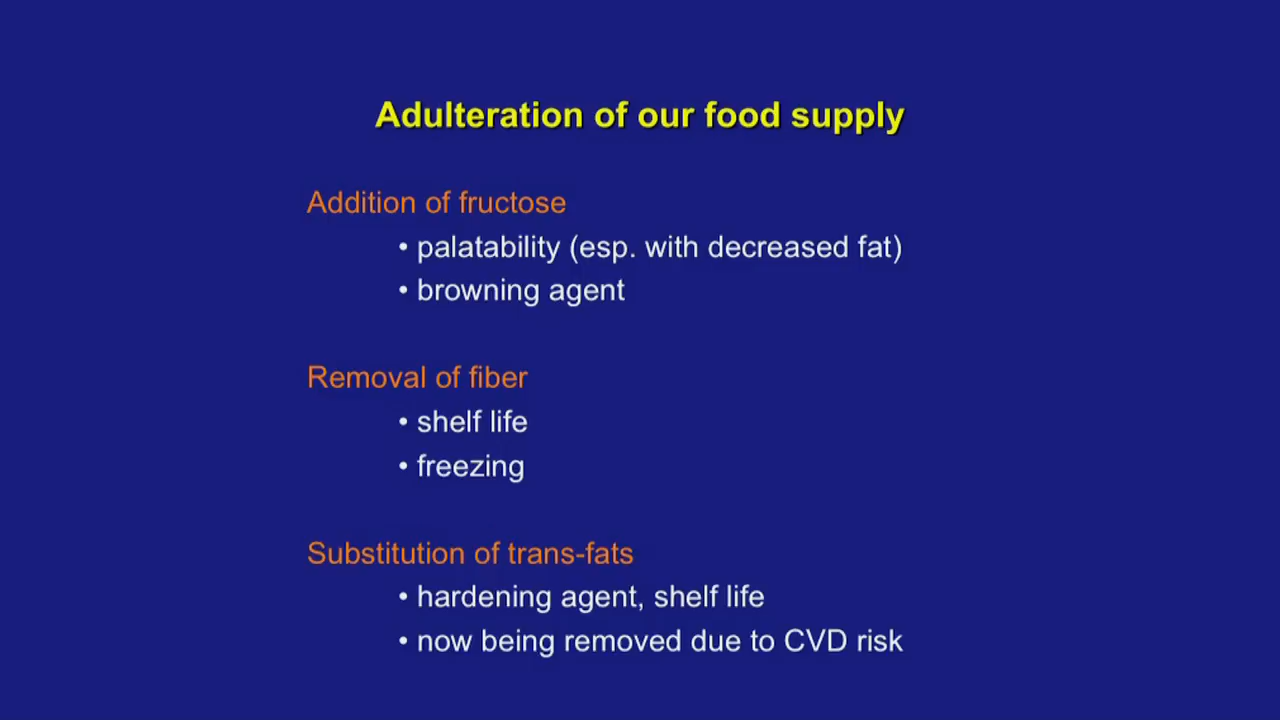 Adulteration of our food supply
Addition of fructose
• palatability (esp. with decreased fat)
• browning agent
Removal of fiber
• shelf life
• freezing
Substitution of trans-fats
• hardening agent, shelf life
• now being removed due to CVD risk